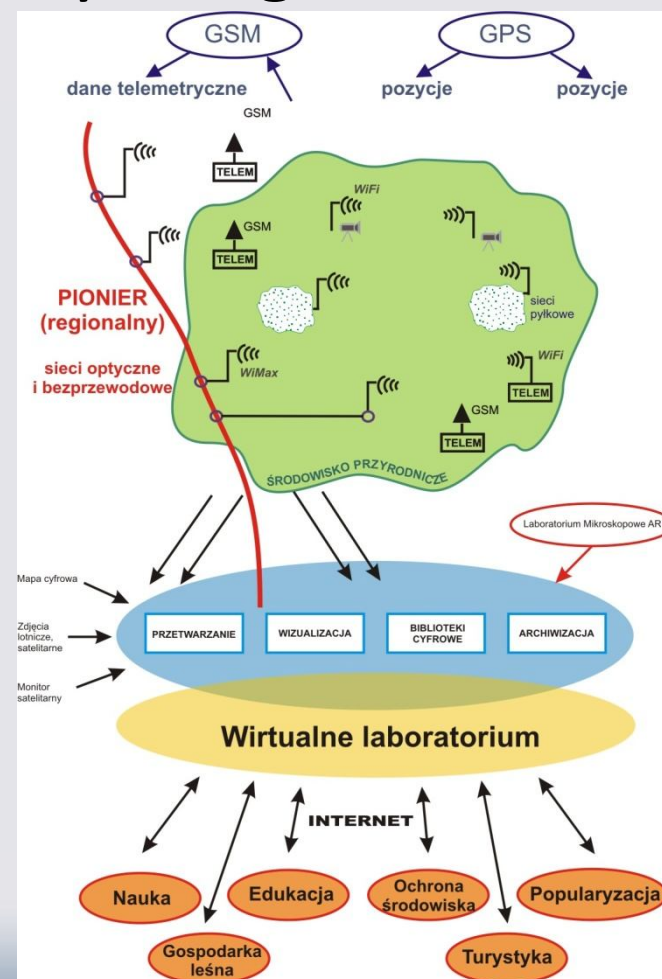 GSM
GPS
dane telemetryczne
pozycje
pozycje
GSM
TELEM
WiFi
GSM
TELEM
PIONIER
(regionalny)
sieci
pyłkowe
sieci optyczne
i bezprzewodowe
WiMax
WiFi
TELEM
GSM
TELEM
ŚRODOWISKO PRZYRODNICZE
Laboratorium Mikroskopowe AR
Mapa cyfrowa
Zdjęcia
lotnicze,
satelitarne
Monitor
satelitarny
PRZETWARZANIE
WIZUALIZACJA
BIBLIOTEKI
CYFROWE
ARCHIWIZACJA
Wirtualne laboratorium
INTERNET
Nauka
Edukacja
Ochrona
środowiska
Popularyzacja
Gospodarka
leśna
Turystyka